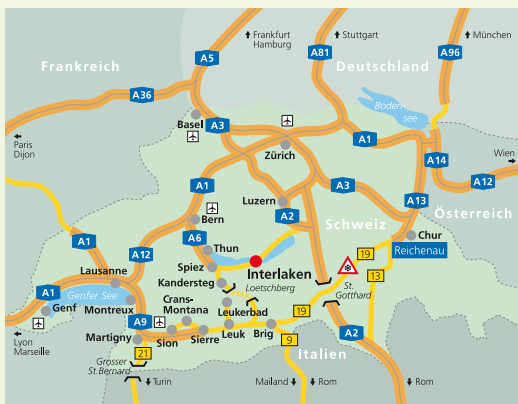 Frankfurt
Hamburg
Stuttgart
München
A5
A81
A96
Frankreich
Deutschland
A36
Basel
A3
Boden-
see
A1
Zürich
Paris
Dijon
A14
Wien
A12
A1
A3
A13
Luzern
A2
Österreich
Bern
Schweiz
A6
Thun
Chur
A1
A12
Reichenau
19
13
Spiez
Interlaken
Lausanne
Kandersteg
Loetschberg
St.
Gotthard
A1
Genfer See
Crans-
Montana
Genf
Montreux
Leukerbad
19
A9
A2
Lyon
Marseille
Martigny
Sion
Sierre
Leuk
Brig
9
21
Italien
Grosser
St.Bernard
Turin
Mailand
Rom
Rom